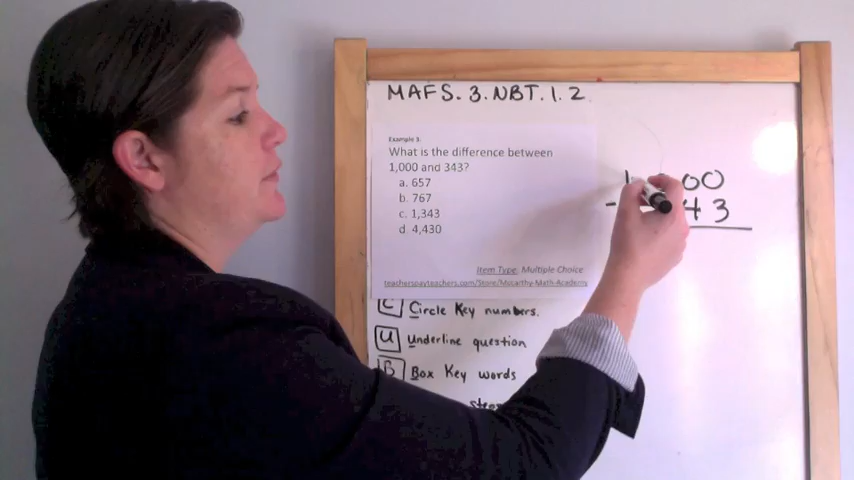 MAFS.3.NBT.1.2
Example 3.
What is the difference between
1,000 and 343?
a. 657
b. 767
c. 1,343
d 4,430
Item Type: Multiple Choice
teacherspayteachers.com/Store/Mccarthy-Math-Academy
C Circle Key numbers.
U Underline question
B Box Key words
1 00
- 43